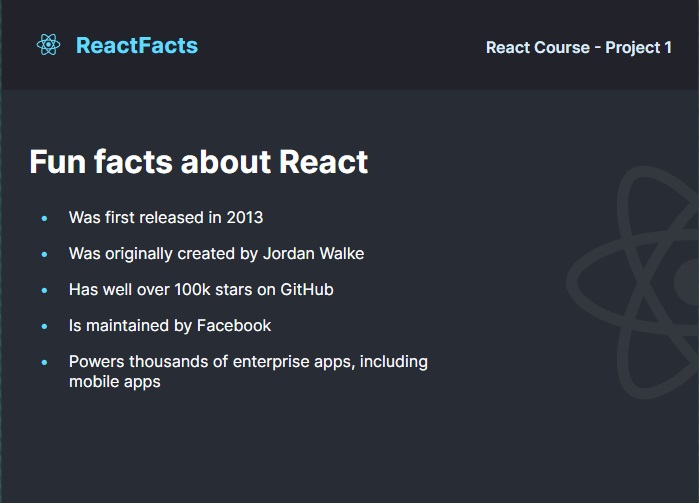 ReactFacts
React Course - Project 1
Fun facts about React
Was first released in 2013
Was originally created by Jordan Walke
Has well over 100k stars on GitHub
Is maintained by Facebook
Powers thousands of enterprise apps, including
mobile apps